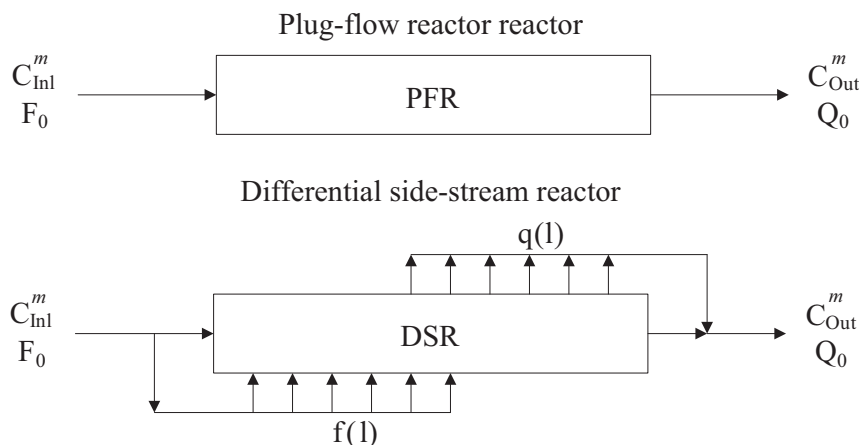 Plug-flow reactor reactor
C^m_Inl
F_0
PFR
C^m_Out
Q_0
Differential side-stream reactor
q(l)
C^m_Inl
F_0
DSR
C^m_Out
Q_0
f(l)